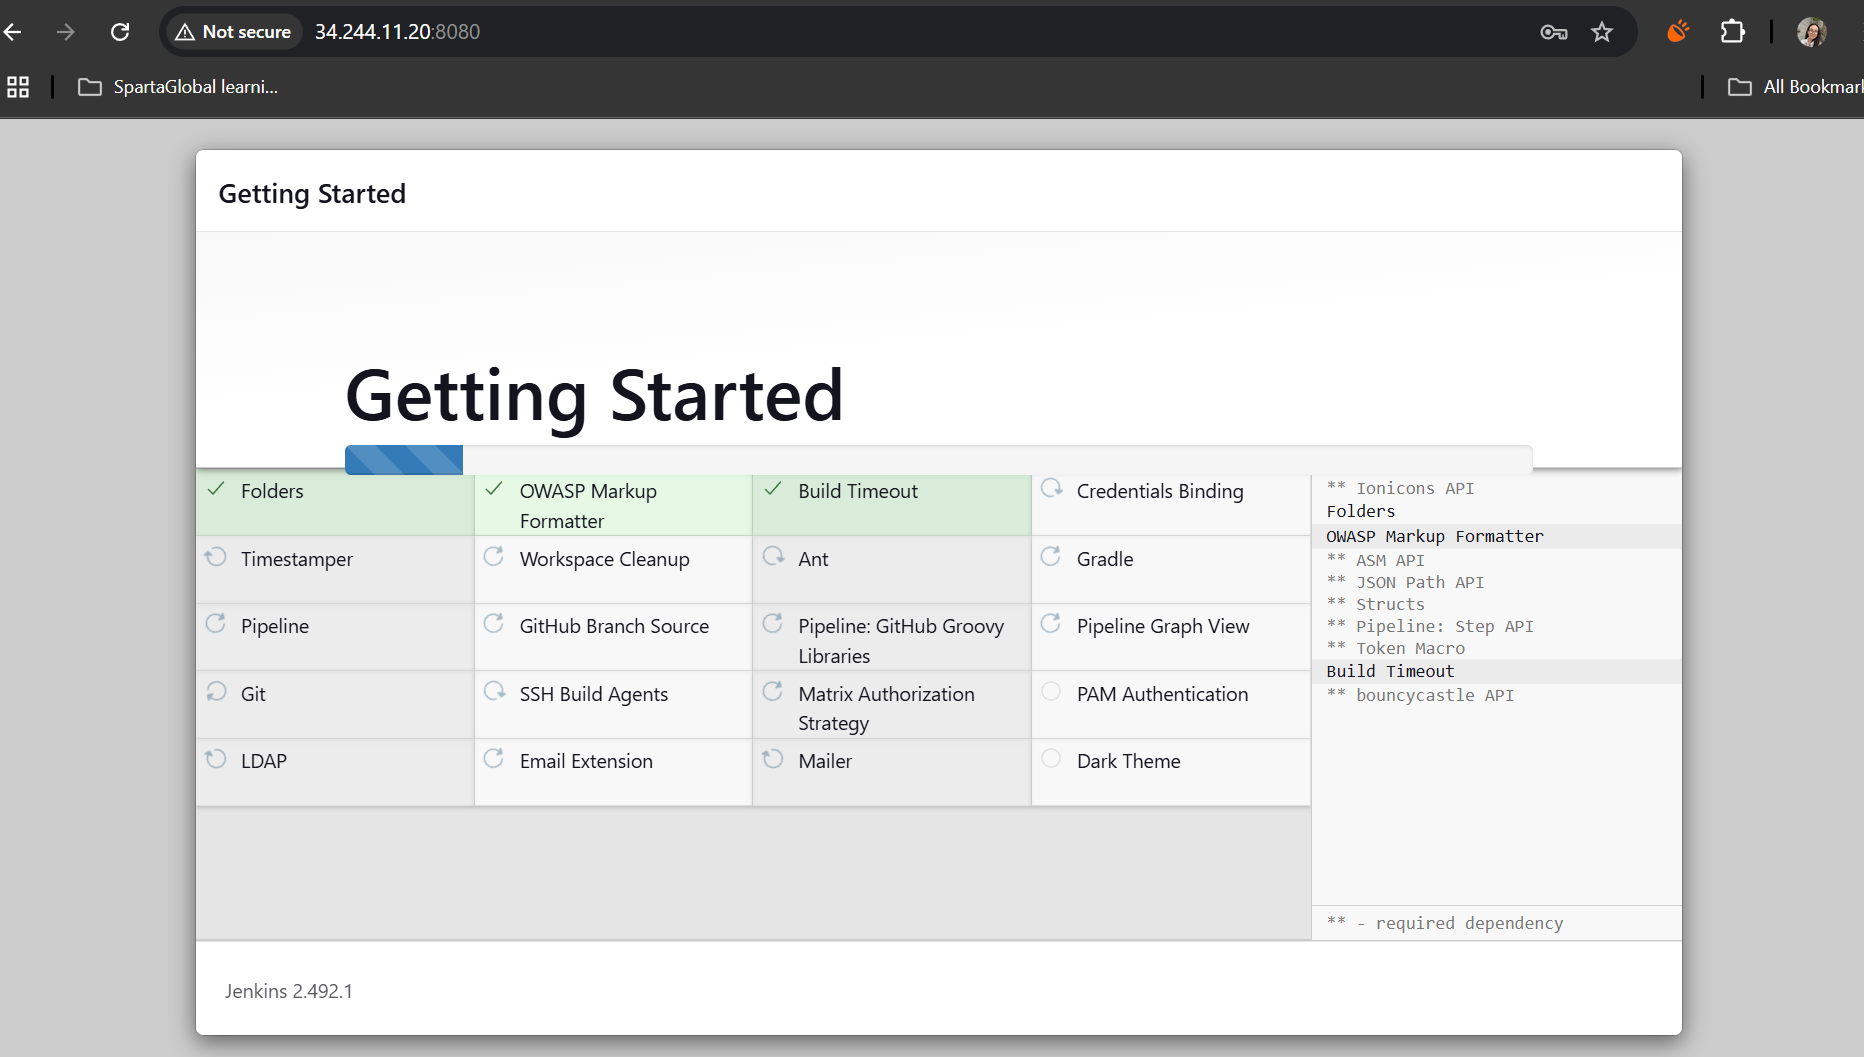 Not secure
34.244.11.20:8080
SpartaGlobal learni...
All Bookmark
Getting Started
Getting Started
Folders
OWASP Markup
Formatter
Build Timeout
Credentials Binding
Timestamper
Workspace Cleanup
Ant
Gradle
Pipeline
GitHub Branch Source
Pipeline: GitHub Groovy
Libraries
Pipeline Graph View
Git
SSH Build Agents
Matrix Authorization
Strategy
PAM Authentication
LDAP
Email Extension
Mailer
Dark Theme
** Ionicons API
Folders
OWASP Markup Formatter
** ASM API
** JSON Path API
** Structs
** Pipeline: Step API
** Token Macro
Build Timeout
** bouncycastle API
** - required dependency
Jenkins 2.492.1